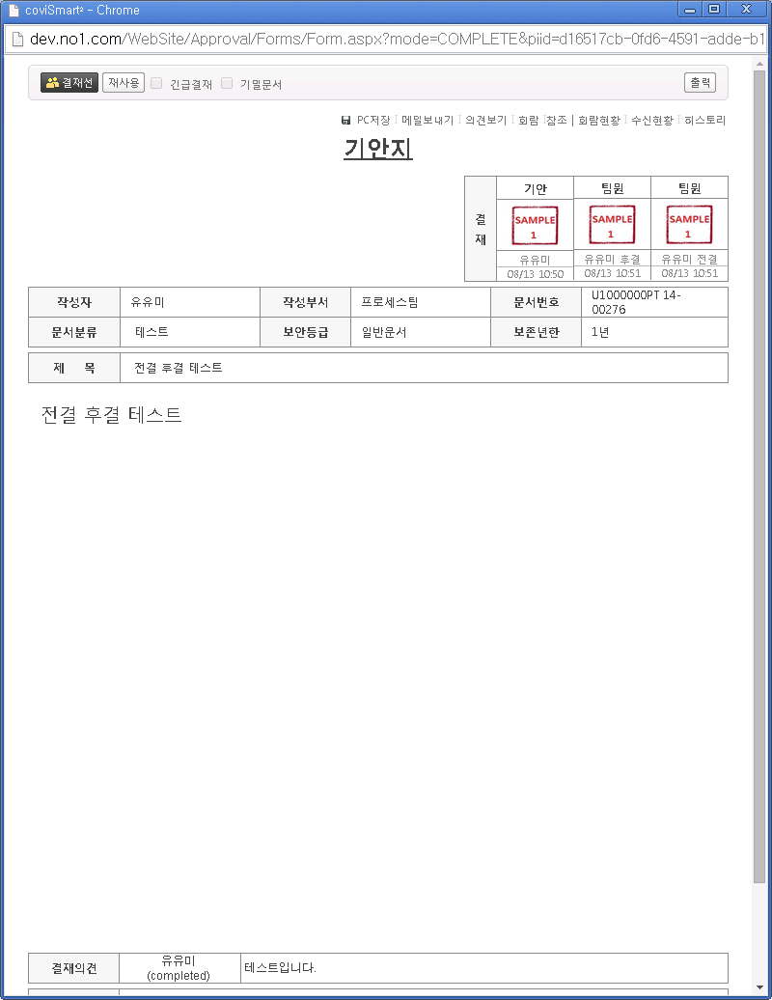 coviSmart² - Chrome
dev.no1.com/WebSite/Approval/Forms/Form.aspx?mode=COMPLETE&piid=d16517cb-0fd6-4591-adde-b1
결재선 재사용 긴급결재 기밀문서 출력
PC저장 | 메일보내기 | 의견보기 | 회람 | 참조 | 회람현황 | 수신현황 | 히스토리
기안지
결재
기안 팀원 팀원
SAMPLE 1 SAMPLE 1 SAMPLE 1
유유미 유유미 후결 유유미 전결
08/13 10:50 08/13 10:51 08/13 10:51
작성자 유유미 작성부서 프로세스팀 문서번호 U1000000PT 14-
00276
문서분류 테스트 보안등급 일반문서 보존년한 1년
제 목 전결 후결 테스트
전결 후결 테스트
결재의견 유유미 테스트입니다.
(completed)